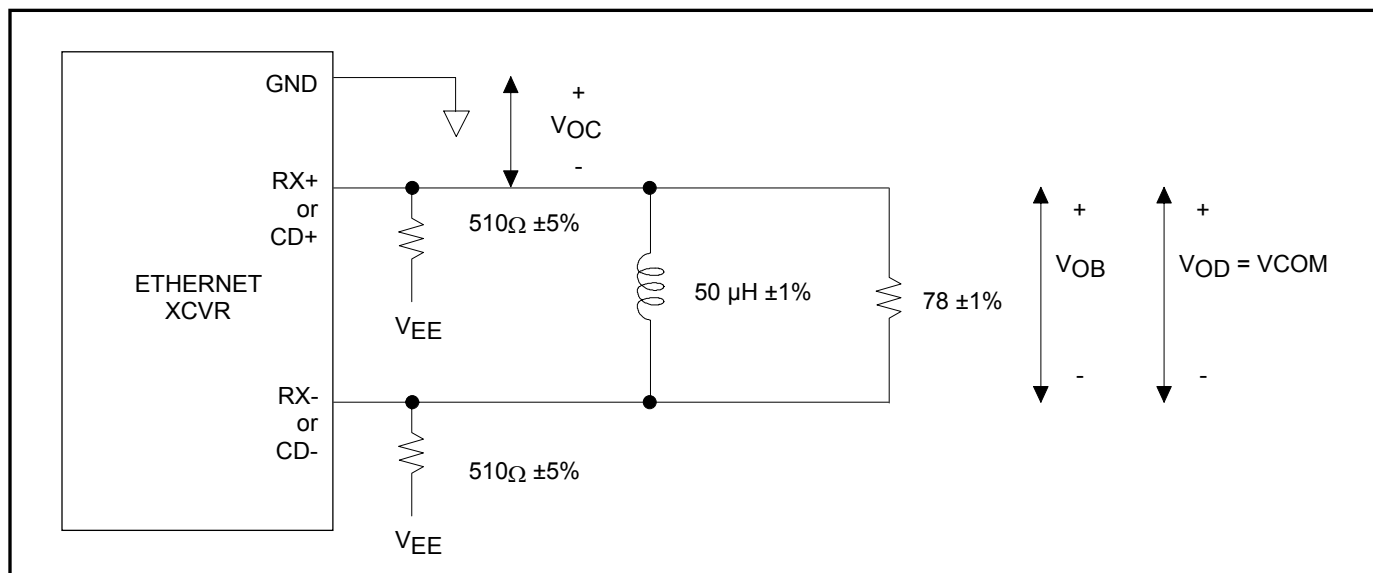 GND
+
VOC
-
RX+
or
CD+
510Ω ±5%
+
+
VOB
VOD = VCOM
ETHERNET
XCVR
50 µH ±1%
78 ±1%
VEE
-
-
RX-
or
CD-
510Ω ±5%
VEE